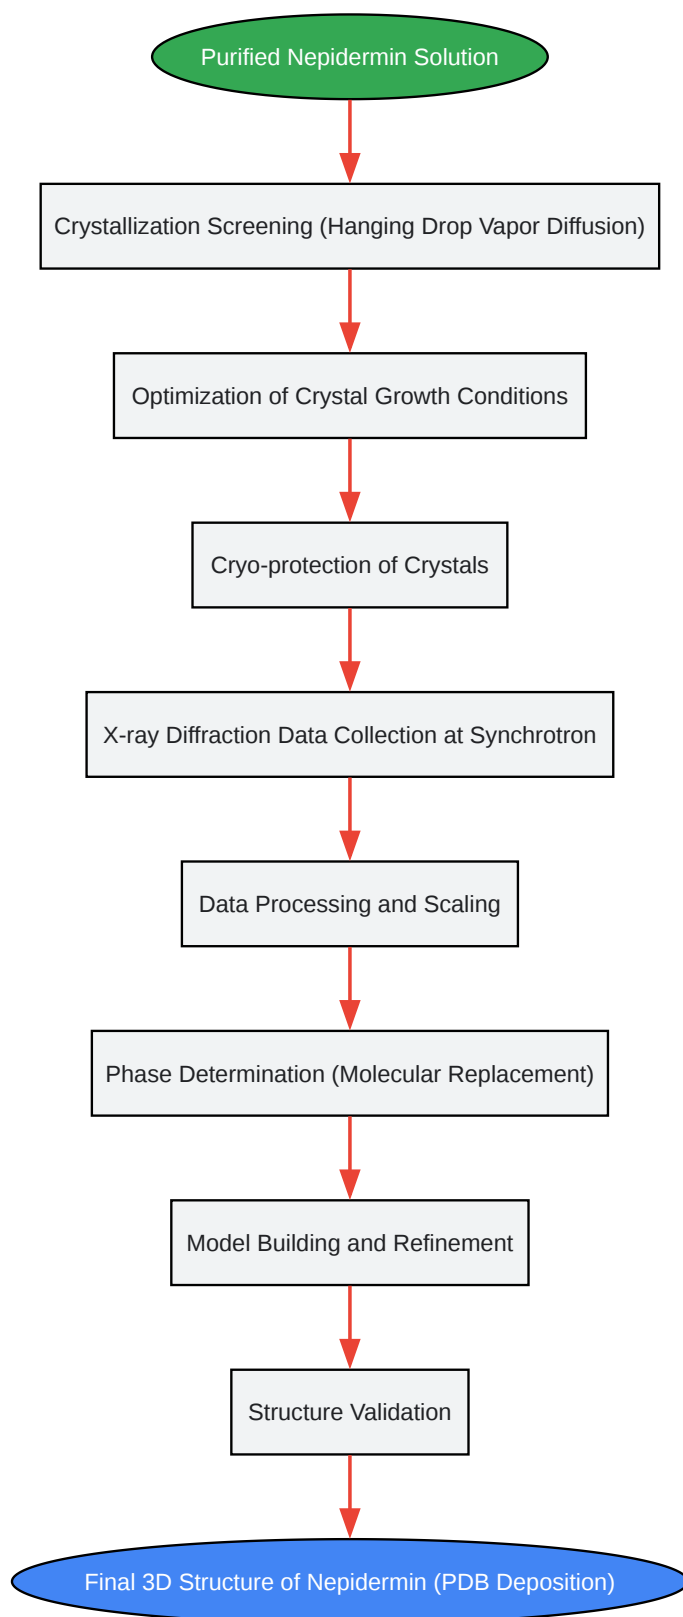 Purified Nepidermin Solution
Crystallization Screening (Hanging Drop Vapor Diffusion)
Optimization of Crystal Growth Conditions
Cryo-protection of Crystals
X-ray Diffraction Data Collection at Synchrotron
Data Processing and Scaling
Phase Determination (Molecular Replacement)
Model Building and Refinement
Structure Validation
Final 3D Structure of Nepidermin (PDB Deposition)